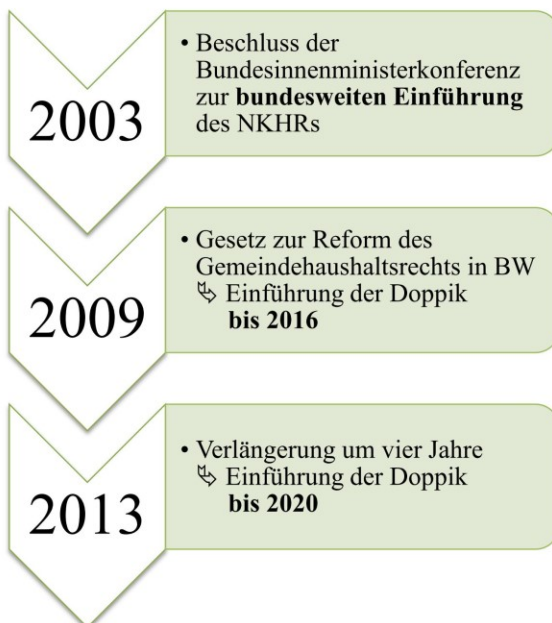 2003
• Beschluss der
Bundesinnenministerkonferenz
zur bundesweiten Einführung
des NKHRs
2009
• Gesetz zur Reform des
Gemeindehaushaltsrechts in BW
↳ Einführung der Doppik
bis 2016
2013
• Verlängerung um vier Jahre
↳ Einführung der Doppik
bis 2020